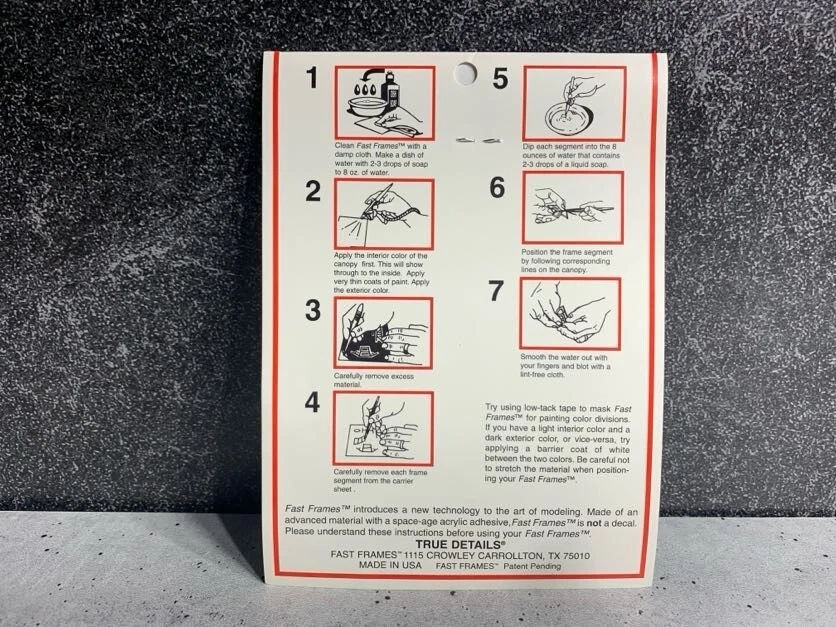 1
Clean Fast Frames™ with a
damp cloth. Make a dish of
water with 2-3 drops of soap
to 8 oz. of water.
2
Apply the interior color of the
canopy first. This will show
through to the inside. Apply
very thin coats of paint. Apply
the exterior color.
3
Carefully remove excess
material.
4
Carefully remove each frame
segment from the carrier
sheet .
5
Dip each segment into the 8
ounces of water that contains
2-3 drops of a liquid soap.
6
Position the frame segment
by following corresponding
lines on the canopy.
7
Smooth the water out with
your fingers and blot with a
lint-free cloth.
Try using low-tack tape to mask Fast
Frames™ for painting color divisions.
If you have a light interior color and a
dark exterior color, or vice-versa, try
applying a barrier coat of white
between the two colors. Be careful not
to stretch the material when position-
ing your Fast Frames™.
Fast Frames™ introduces a new technology to the art of modeling. Made of an
advanced material with a space-age acrylic adhesive, Fast Frames™ is not a decal.
Please understand these instructions before using your Fast Frames™.
TRUE DETAILS®
FAST FRAMES™ 1115 CROWLEY CARROLLTON, TX 75010
MADE IN USA FAST FRAMES™ Patent Pending